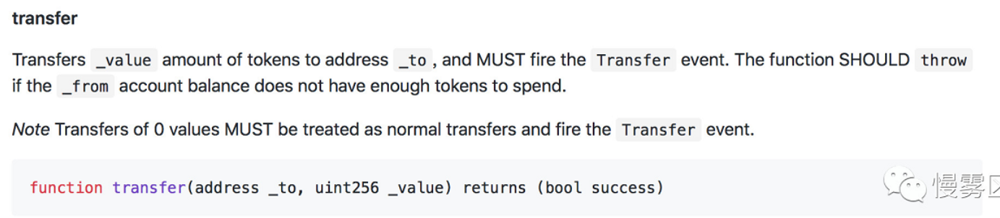 transfer
Transfers _value amount of tokens to address _to , and MUST fire the Transfer event. The function SHOULD throw
if the _from account balance does not have enough tokens to spend.
Note Transfers of 0 values MUST be treated as normal transfers and fire the Transfer event.
function transfer(address _to, uint256 _value) returns (bool success)
慢雾区